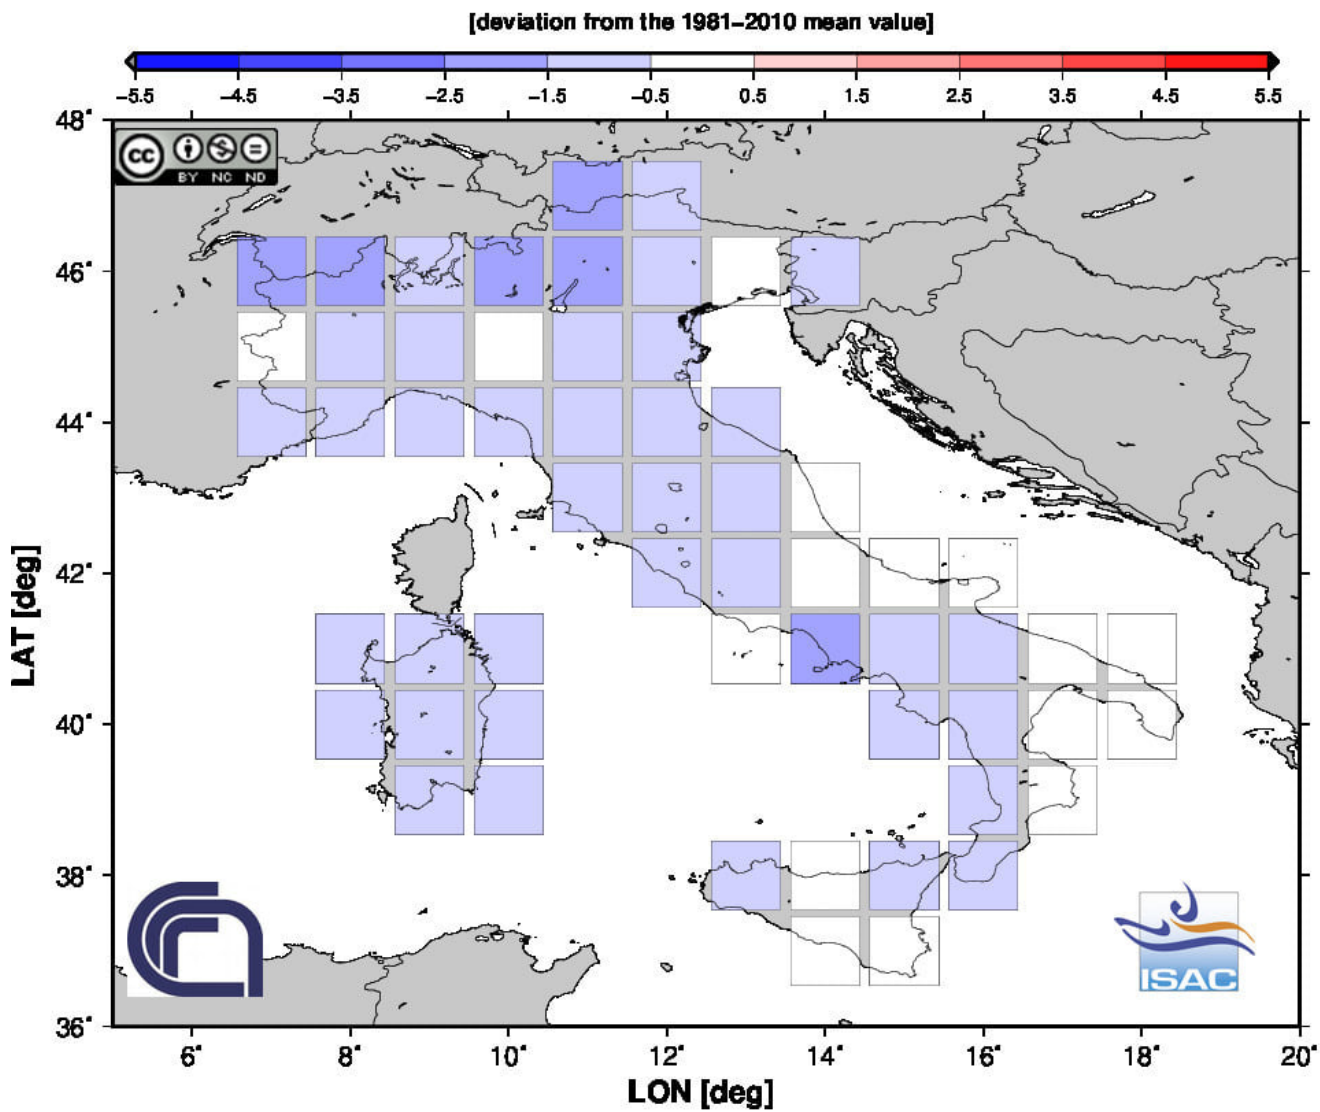 [deviation from the 1981−2010 mean value]
−5.5 −4.5 −3.5 −2.5 −1.5 −0.5 0.5 1.5 2.5 3.5 4.5 5.5
48°
cc
BY NC ND
46°
44°
42°
LAT [deg]
40°
38°
ISAC
36°
6° 8° 10° 12° 14° 16° 18° 20°
LON [deg]